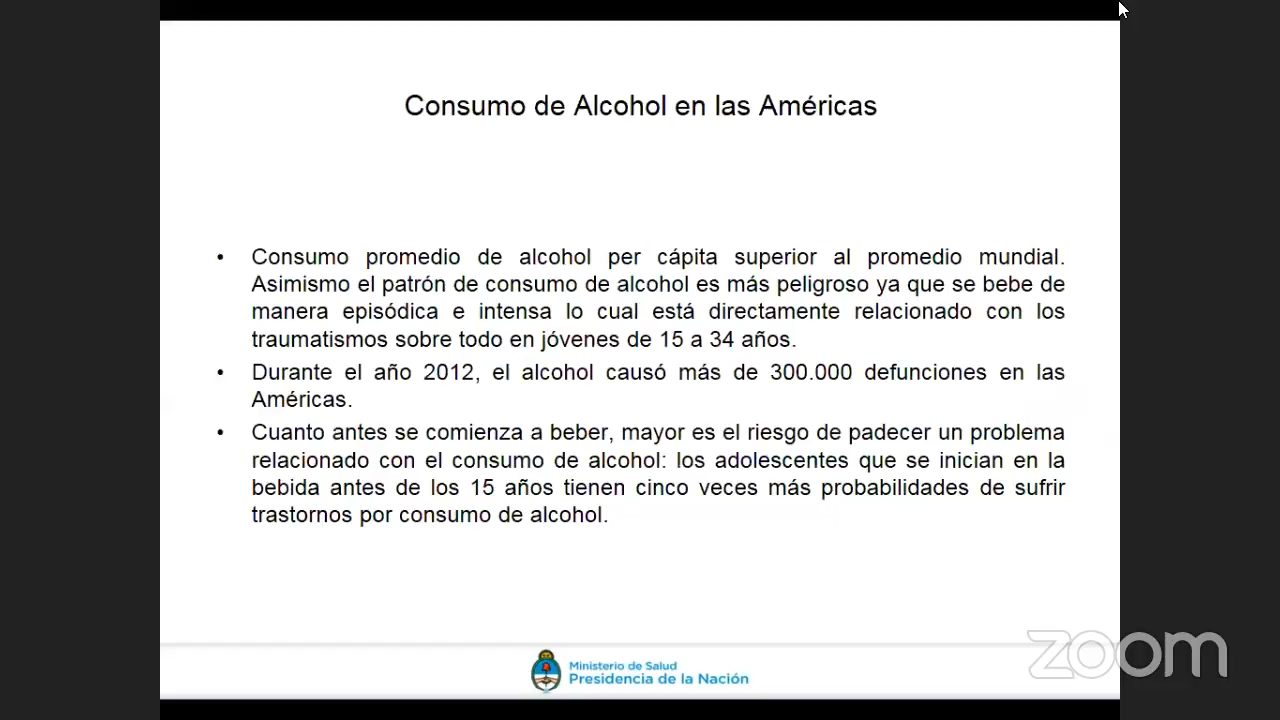 Consumo de Alcohol en las Américas
• Consumo promedio de alcohol per cápita superior al promedio mundial.
Asimismo el patrón de consumo de alcohol es más peligroso ya que se bebe de
manera episódica e intensa lo cual está directamente relacionado con los
traumatismos sobre todo en jóvenes de 15 a 34 años.
• Durante el año 2012, el alcohol causó más de 300.000 defunciones en las
Américas.
• Cuanto antes se comienza a beber, mayor es el riesgo de padecer un problema
relacionado con el consumo de alcohol: los adolescentes que se inician en la
bebida antes de los 15 años tienen cinco veces más probabilidades de sufrir
trastornos por consumo de alcohol.
Ministerio de Salud
Presidencia de la Nación
zoom